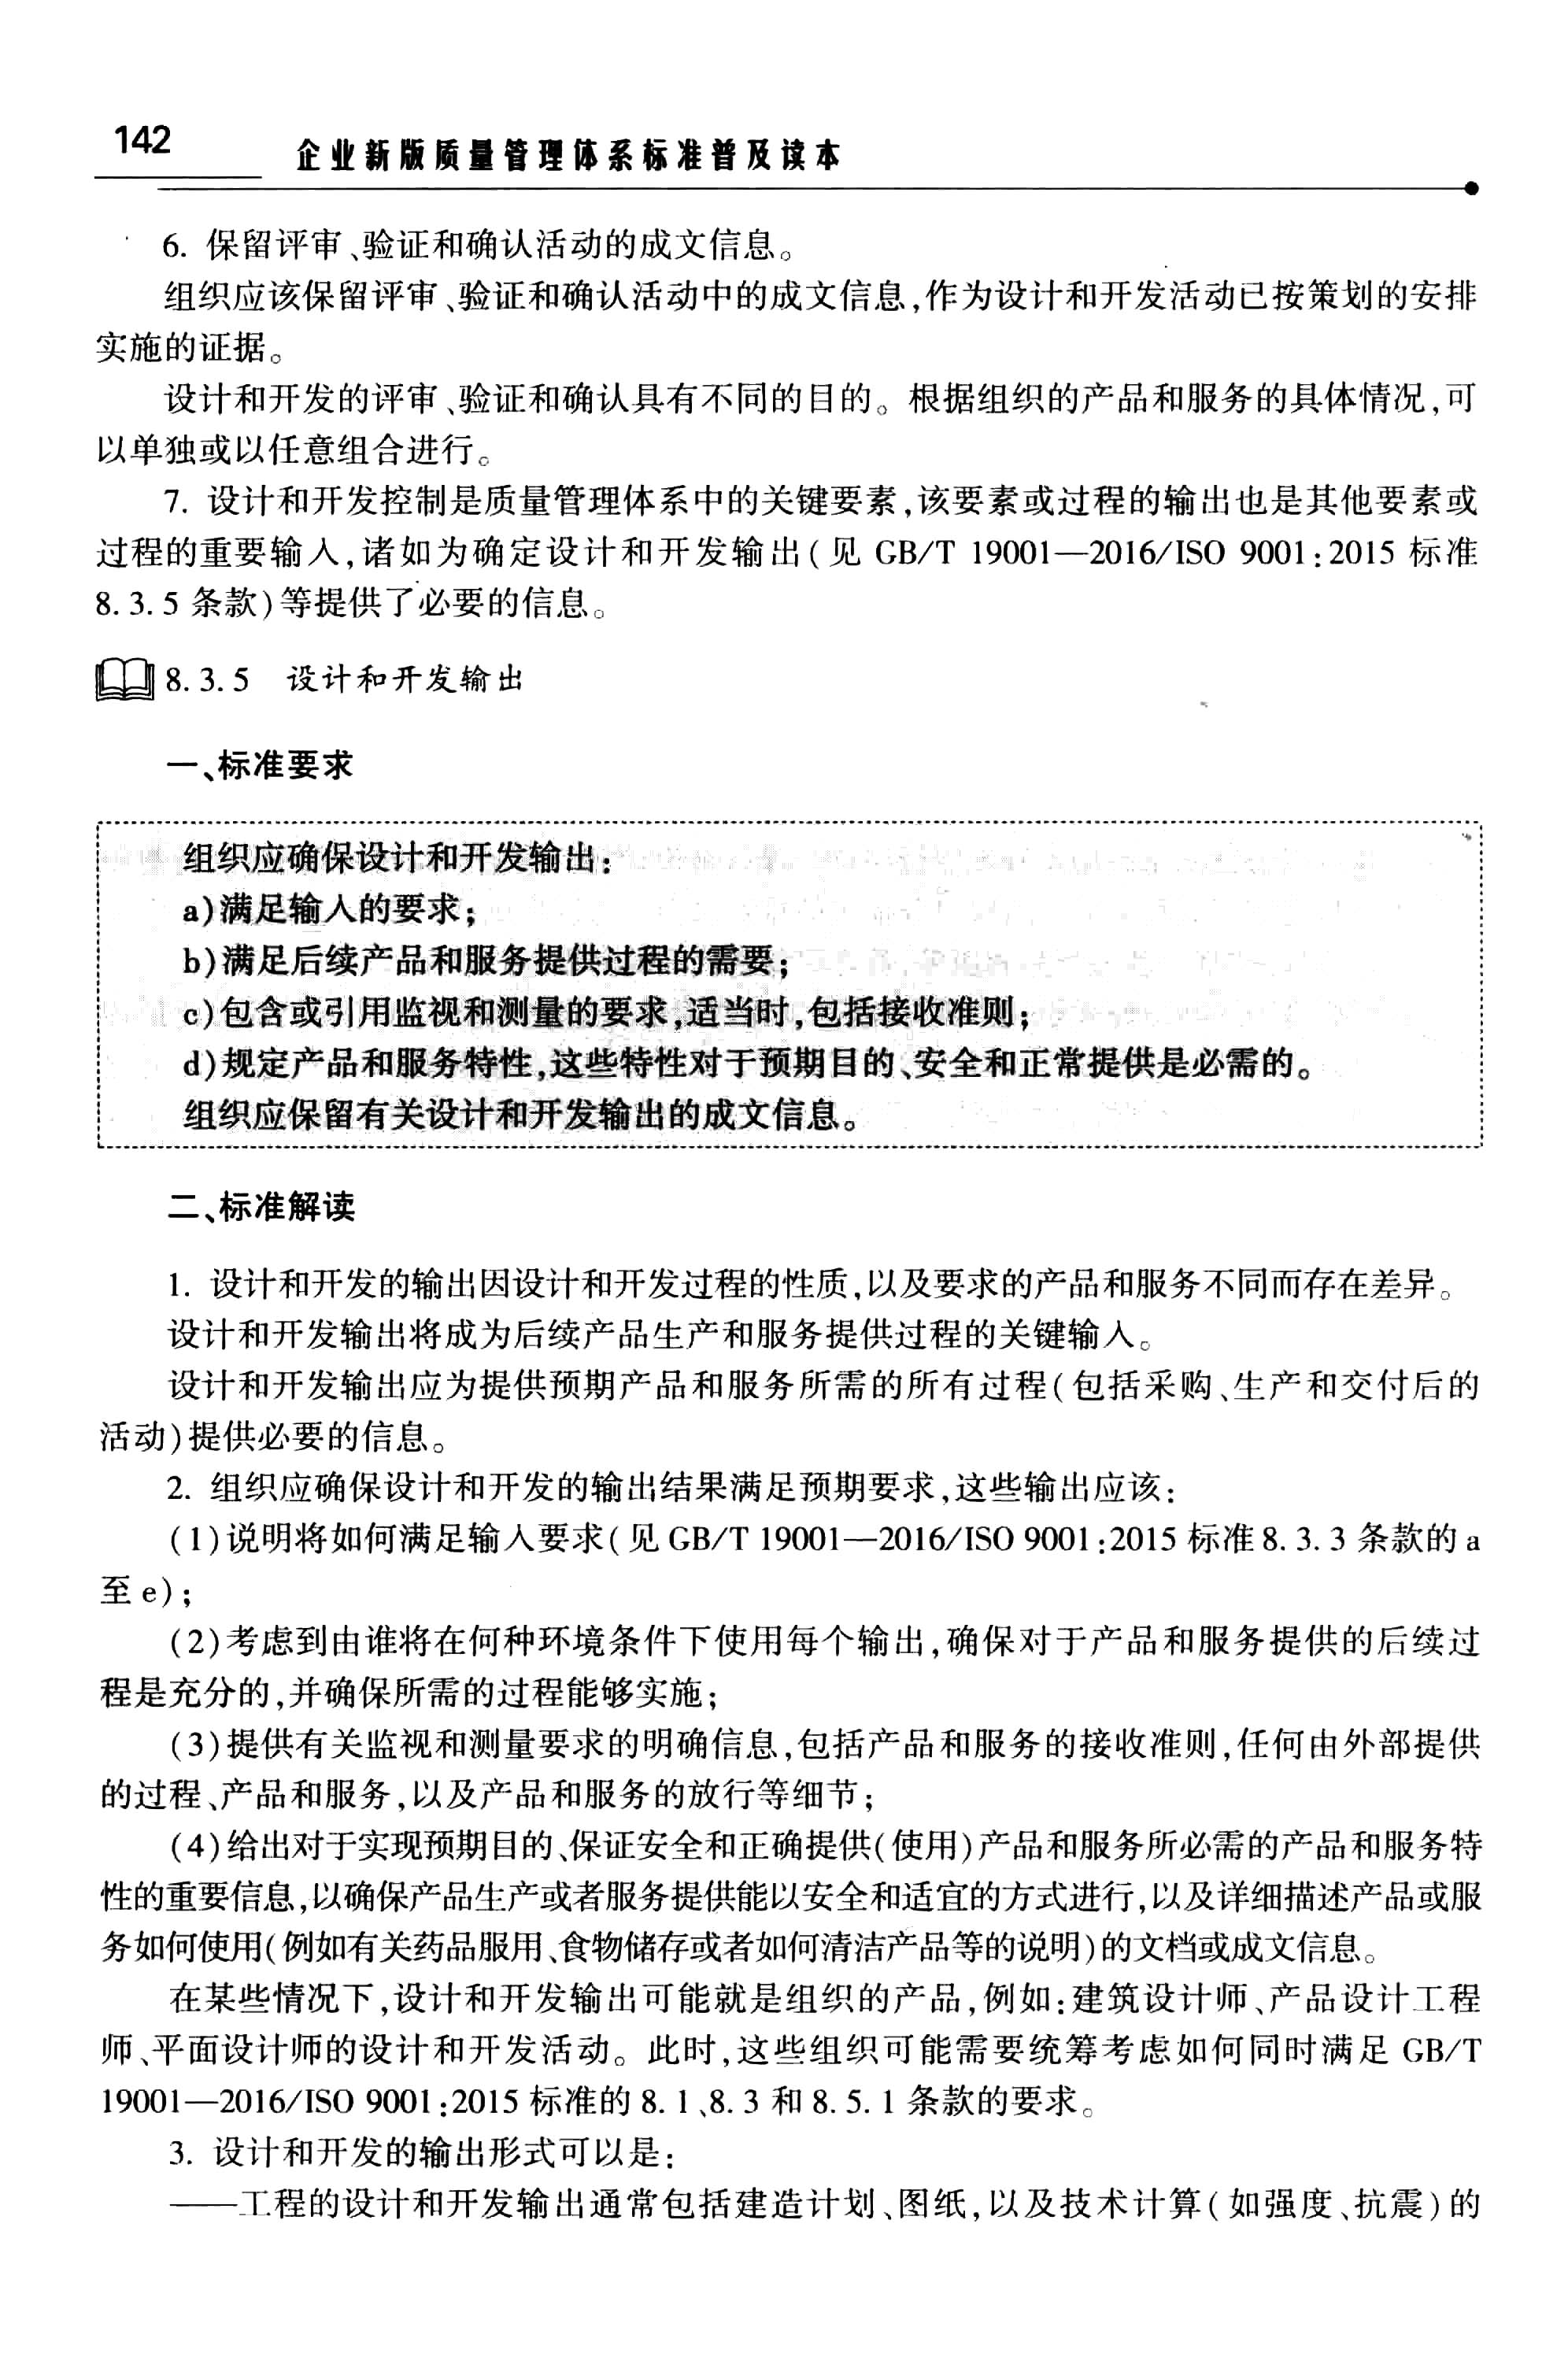 142
企业新版质量管理体系标准普及读本
6. 保留评审、验证和确认活动的成文信息。
组织应该保留评审、验证和确认活动中的成文信息,作为设计和开发活动已按策划的安排
实施的证据。
设计和开发的评审、验证和确认具有不同的目的。根据组织的产品和服务的具体情况,可
以单独或以任意组合进行。
7. 设计和开发控制是质量管理体系中的关键要素,该要素或过程的输出也是其他要素或
过程的重要输入,诸如为确定设计和开发输出(见 GB/T 19001—2016/ISO 9001:2015 标准
8.3.5 条款)等提供了必要的信息。
8.3.5 设计和开发输出
一、标准要求
组织应确保设计和开发输出:
a)满足输入的要求;
b)满足后续产品和服务提供过程的需要;
c)包含或引用监视和测量的要求,适当时,包括接收准则;
d)规定产品和服务特性,这些特性对于预期目的、安全和正常提供是必需的。
组织应保留有关设计和开发输出的成文信息。
二、标准解读
1. 设计和开发的输出因设计和开发过程的性质,以及要求的产品和服务不同而存在差异。
设计和开发输出将成为后续产品生产和服务提供过程的关键输入。
设计和开发输出应为提供预期产品和服务所需的所有过程(包括采购、生产和交付后的
活动)提供必要的信息。
2. 组织应确保设计和开发的输出结果满足预期要求,这些输出应该:
(1)说明将如何满足输入要求(见 GB/T 19001—2016/ISO 9001:2015 标准 8.3.3 条款的 a
至 e);
(2)考虑到由谁将在何种环境条件下使用每个输出,确保对于产品和服务提供的后续过
程是充分的,并确保所需的过程能够实施;
(3)提供有关监视和测量要求的明确信息,包括产品和服务的接收准则,任何由外部提供
的过程、产品和服务,以及产品和服务的放行等细节;
(4)给出对于实现预期目的、保证安全和正确提供(使用)产品和服务所必需的产品和服务特
性的重要信息,以确保产品生产或者服务提供能以安全和适宜的方式进行,以及详细描述产品或服
务如何使用(例如有关药品服用、食物储存或者如何清洁产品等的说明)的文档或成文信息。
在某些情况下,设计和开发输出可能就是组织的产品,例如:建筑设计师、产品设计工程
师、平面设计师的设计和开发活动。此时,这些组织可能需要统筹考虑如何同时满足 GB/T
19001—2016/ISO 9001:2015 标准的 8.1、8.3 和 8.5.1 条款的要求。
3. 设计和开发的输出形式可以是:
——工程的设计和开发输出通常包括建造计划、图纸,以及技术计算(如强度、抗震)的